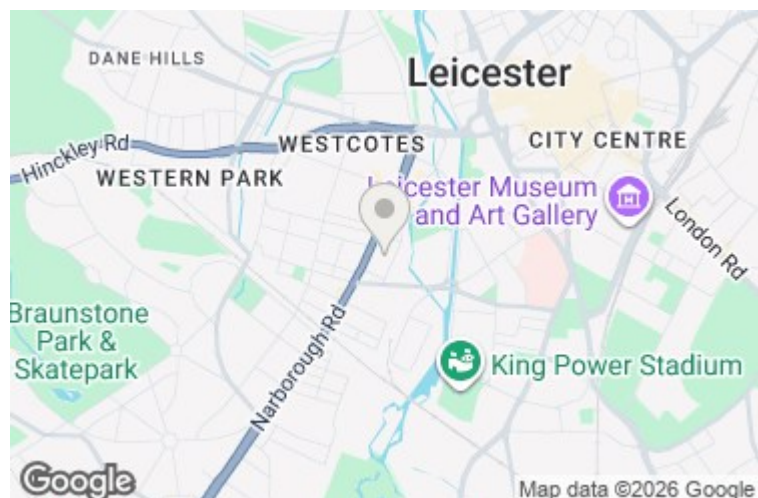 DANE HILLS
Leicester
Hinckley Rd
WESTCOTES
CITY CENTRE
WESTERN PARK
Leicester Museum
and Art Gallery
London Rd
Braunstone
Park &
Skatepark
Narborough Rd
King Power Stadium
Google
Map data ©2026 Google